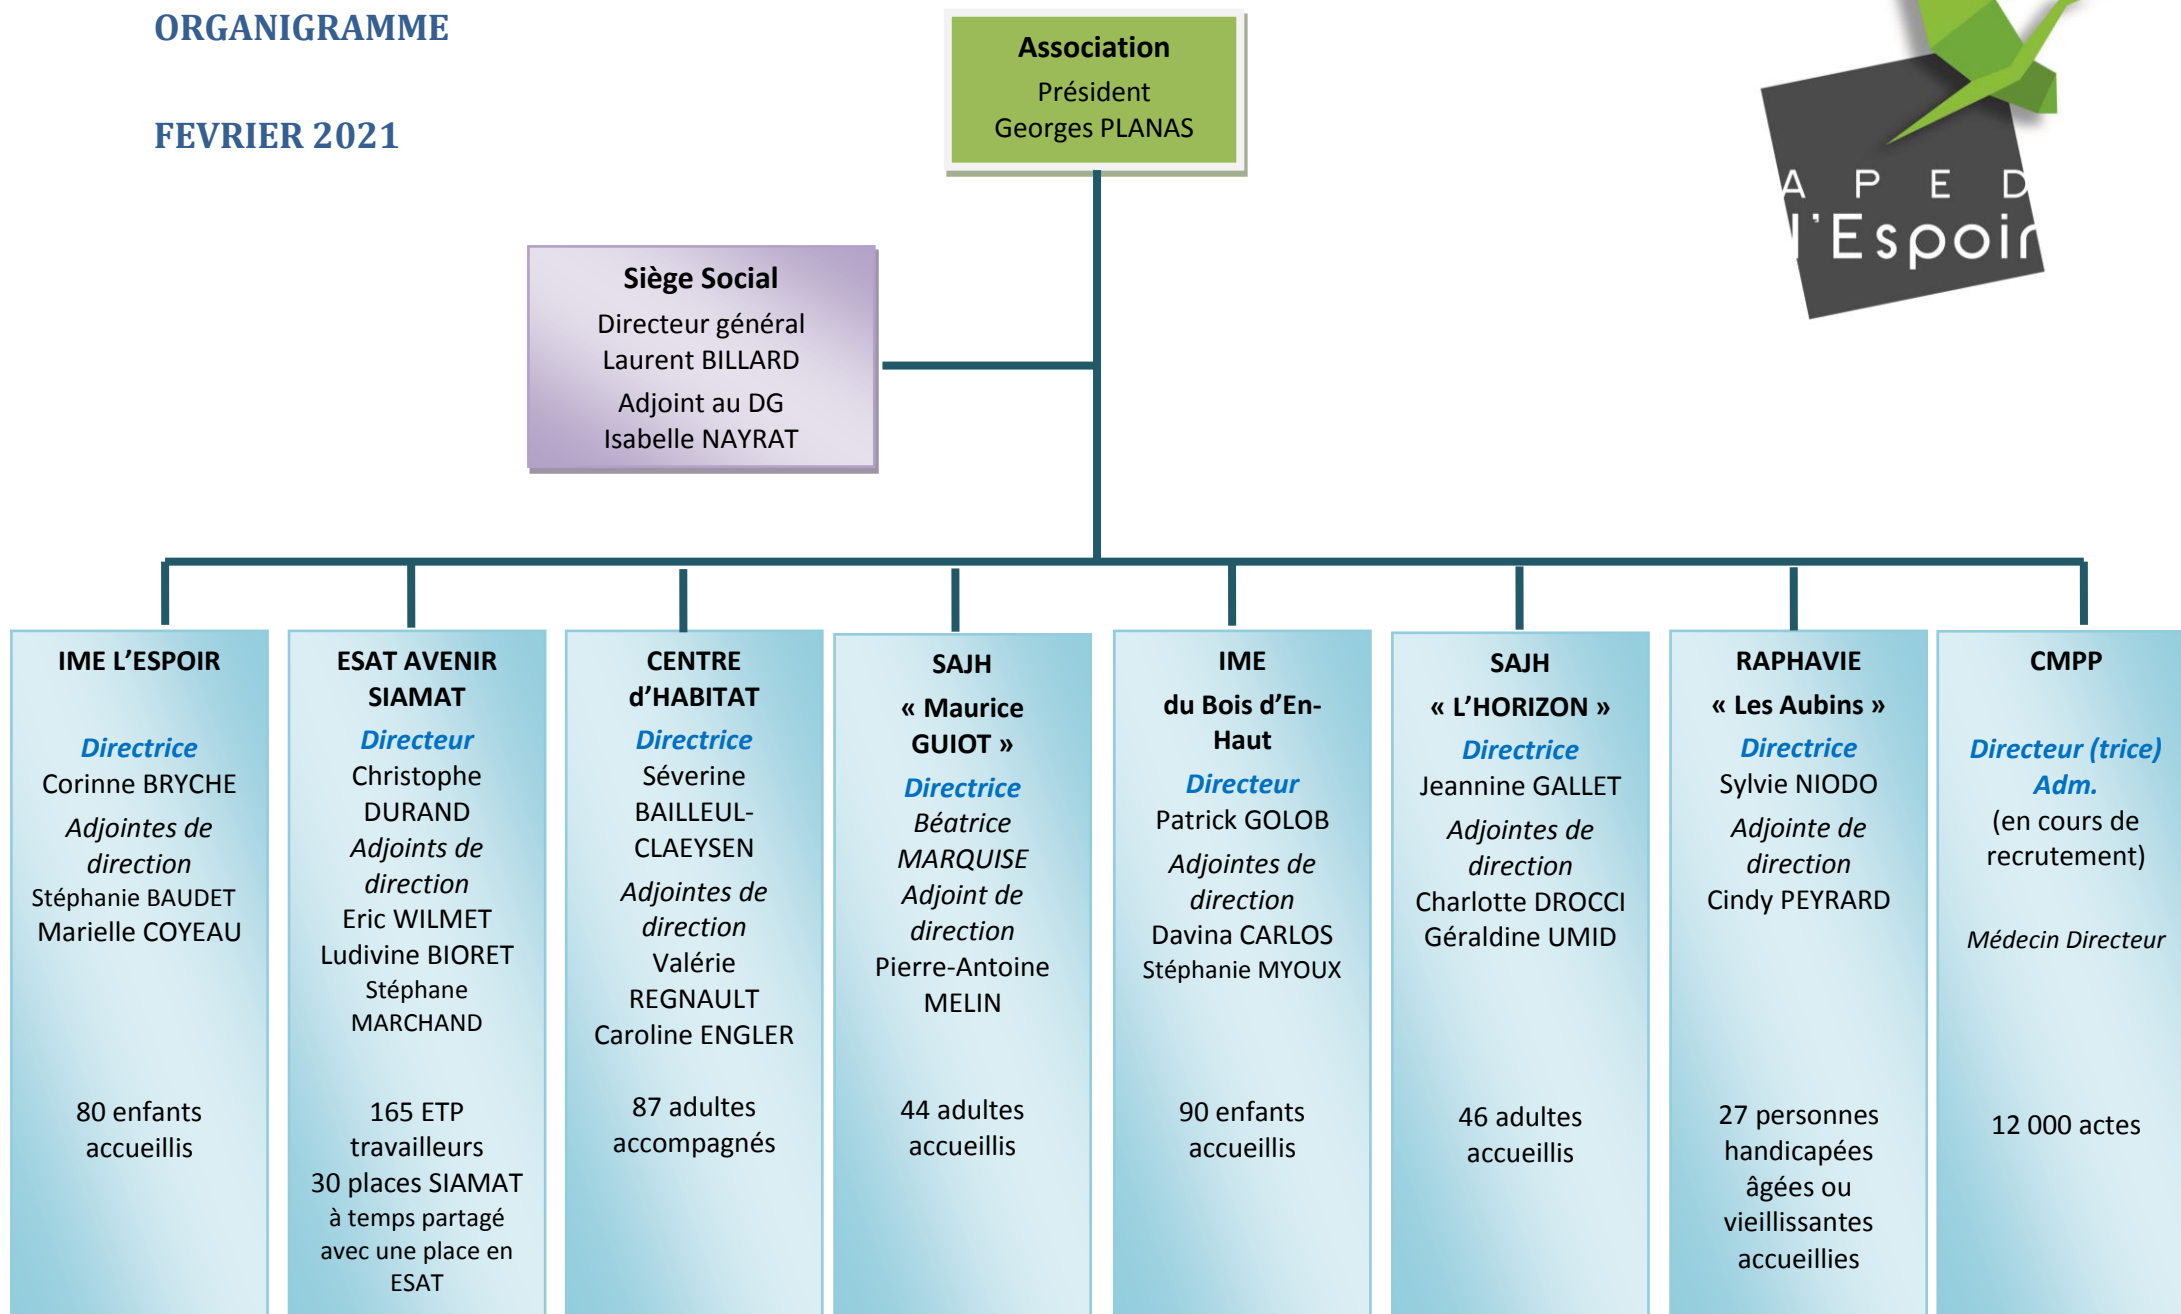 ORGANIGRAMME
FEVRIER 2021
Association
Président
Georges PLANAS
A P E D
l'Espoir
Siège Social
Directeur général
Laurent BILLARD
Adjoint au DG
Isabelle NAYRAT
IME L’ESPOIR
Directrice
Corinne BRYCHE
Adjointes de
direction
Stéphanie BAUDET
Marielle COYEAU
80 enfants
accueillis
ESAT AVENIR
SIAMAT
Directeur
Christophe
DURAND
Adjoints de
direction
Eric WILMET
Ludivine BIORET
Stéphane
MARCHAND
165 ETP
travailleurs
30 places SIAMAT
à temps partagé
avec une place en
ESAT
CENTRE
d’HABITAT
Directrice
Séverine
BAILLEUL-
CLAEYSEN
Adjointes de
direction
Valérie
REGNAULT
Caroline ENGLER
87 adultes
accompagnés
SAJH
« Maurice
GUIOT »
Directrice
Béatrice
MARQUISE
Adjoint de
direction
Pierre-Antoine
MELIN
44 adultes
accueillis
IME
du Bois d’En-
Haut
Directeur
Patrick GOLOB
Adjointes de
direction
Davina CARLOS
Stéphanie MYOUX
90 enfants
accueillis
SAJH
« L’HORIZON »
Directrice
Jeannine GALLET
Adjointes de
direction
Charlotte DROCCI
Géraldine UMID
46 adultes
accueillis
RAPHAVIE
« Les Aubins »
Directrice
Sylvie NIODO
Adjointe de
direction
Cindy PEYRARD
27 personnes
handicapées
âgées ou
vieillissantes
accueillies
CMPP
Directeur (trice)
Adm.
(en cours de
recrutement)
Médecin Directeur
12 000 actes